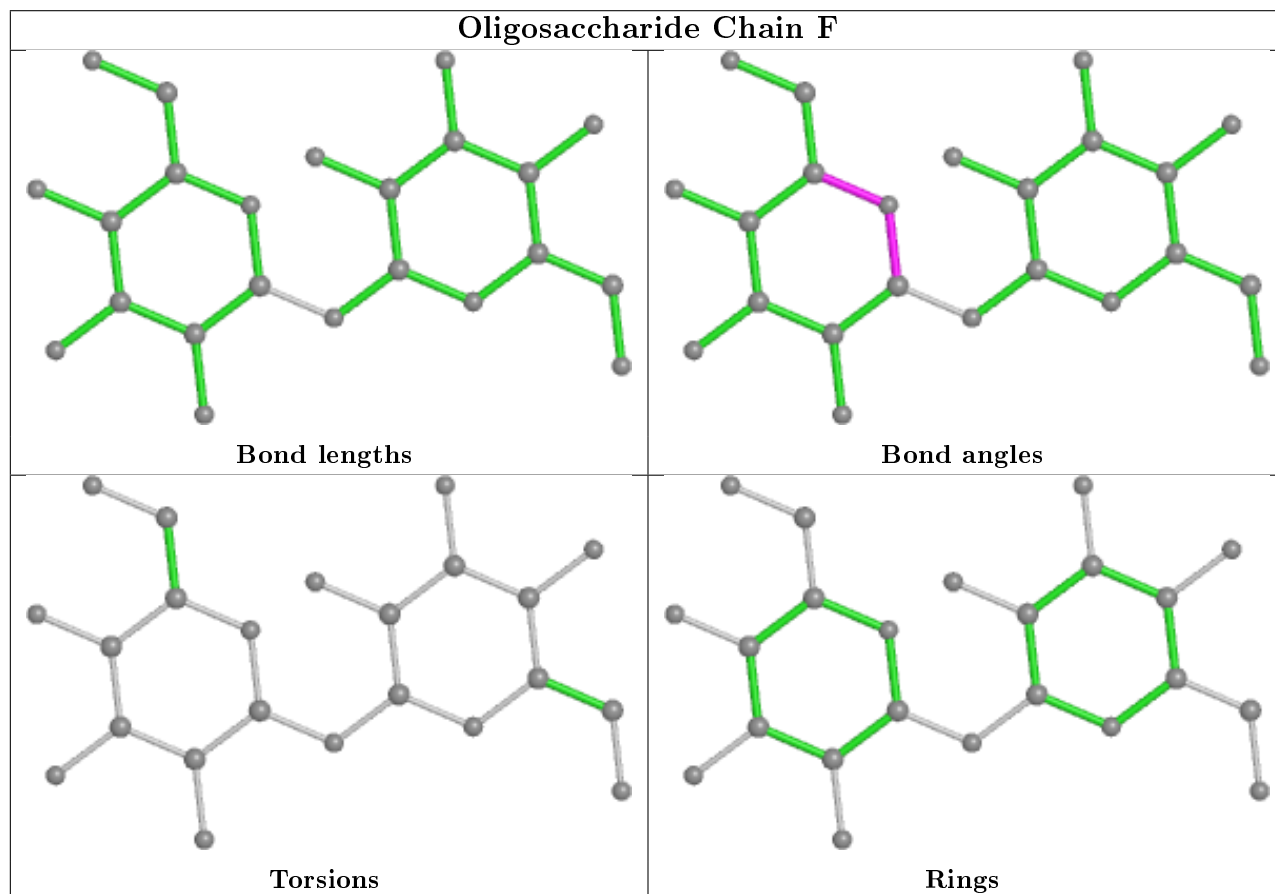 Oligosaccharide Chain F
Bond lengths
Bond angles
Torsions
Rings